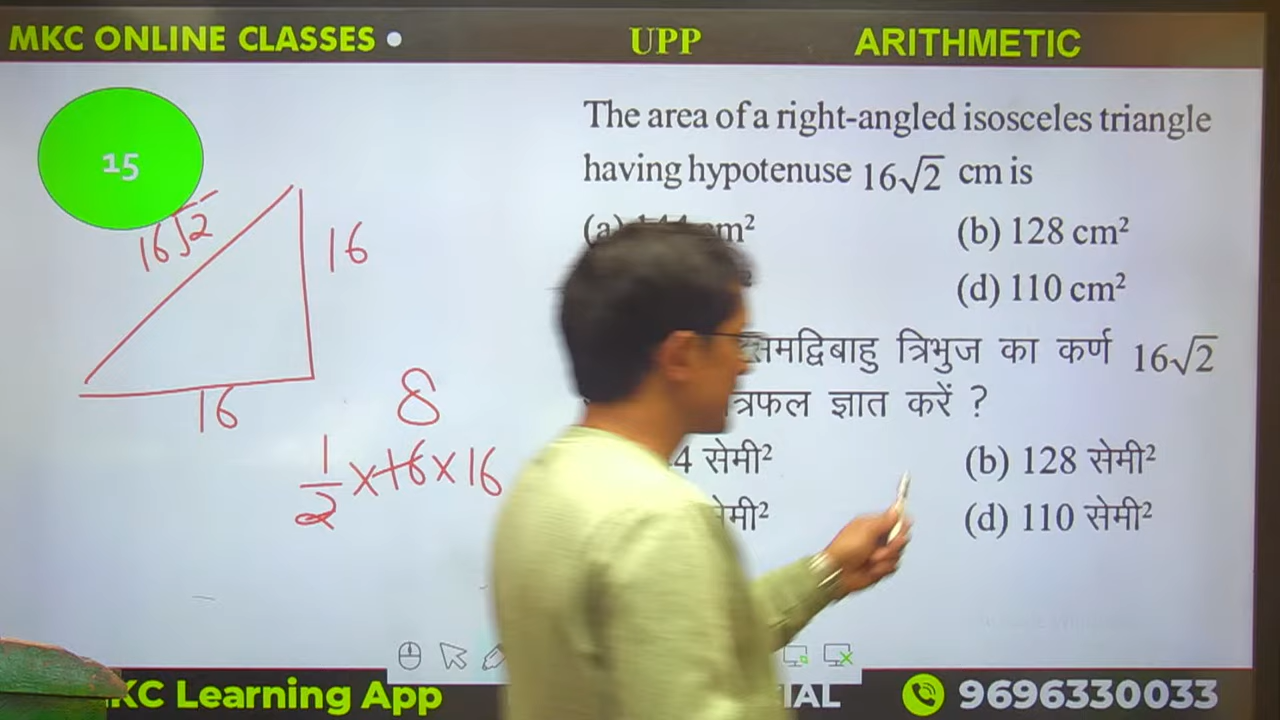 MKC ONLINE CLASSES • UPP ARITHMETIC
15
The area of a right-angled isosceles triangle
having hypotenuse 16√2 cm is
(a) cm² (b) 128 cm²
(d) 110 cm²
समद्विबाहु त्रिभुज का कर्ण 16√2
ज्ञात करें ?
सेमी² (b) 128 सेमी²
(d) 110 सेमी²
16√2
16
16
8
1/2 × 16 × 16
KC Learning App 9696330033